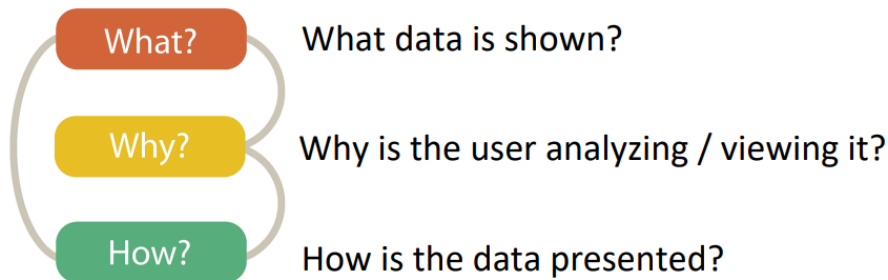 What? What data is shown?
Why? Why is the user analyzing / viewing it?
How? How is the data presented?